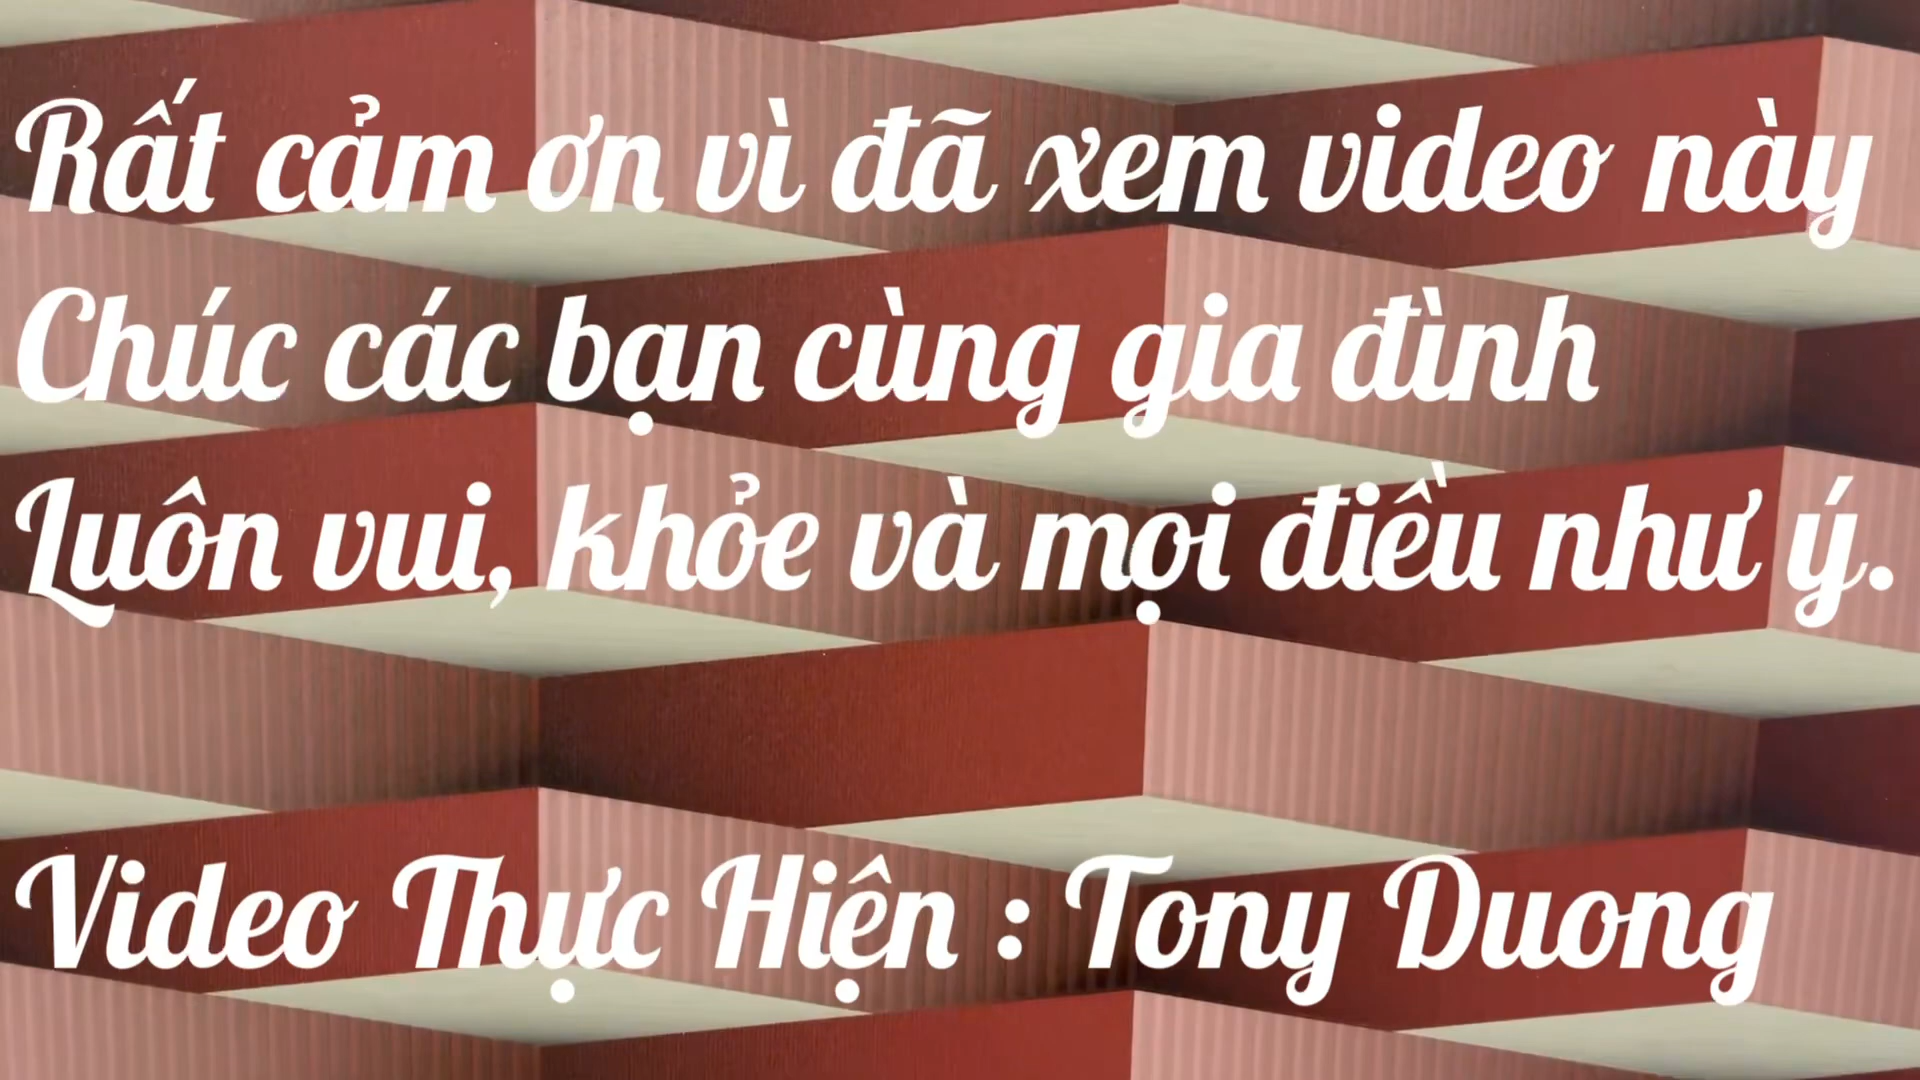 Rất cảm ơn vì đã xem video này
Chúc các bạn cùng gia đình
Luôn vui, khỏe và mọi điều như ý.
Video Thực Hiện : Tony Duong